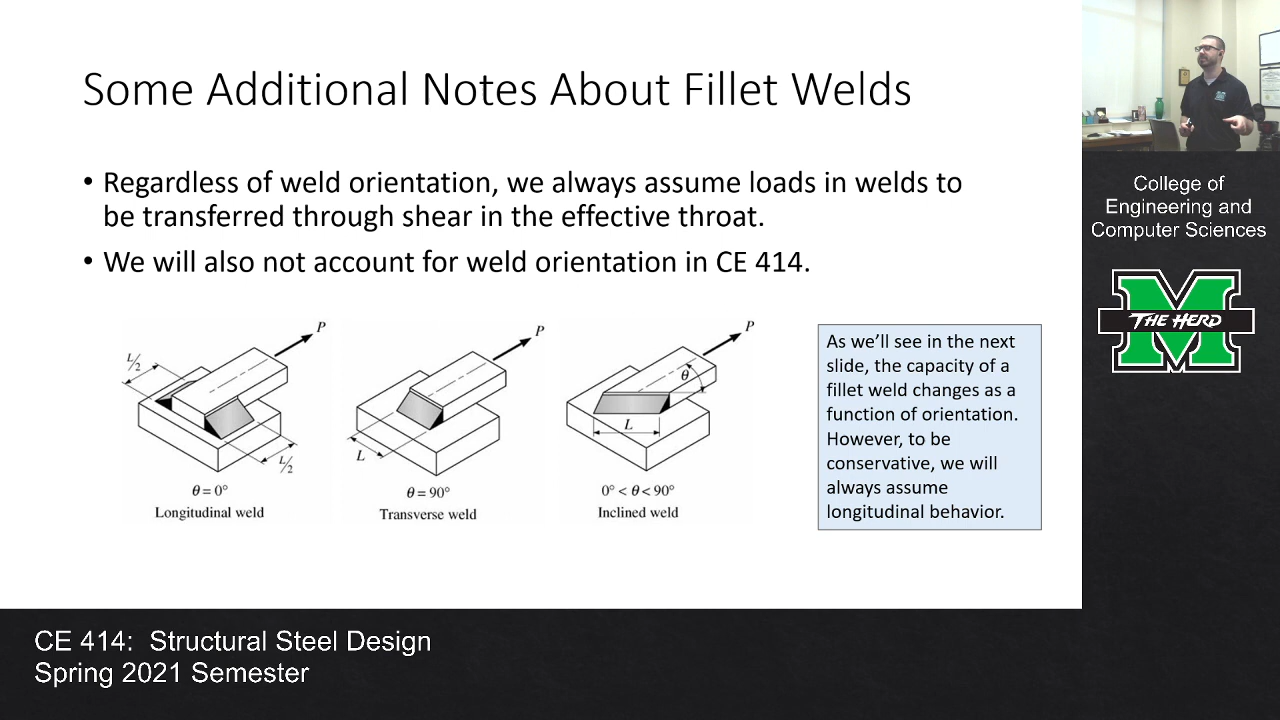 Some Additional Notes About Fillet Welds
• Regardless of weld orientation, we always assume loads in welds to
be transferred through shear in the effective throat.
• We will also not account for weld orientation in CE 414.
P
L/2
L/2
θ = 0°
Longitudinal weld
P
L
θ = 90°
Transverse weld
P
θ
L
0° < θ < 90°
Inclined weld
As we’ll see in the next
slide, the capacity of a
fillet weld changes as a
function of orientation.
However, to be
conservative, we will
always assume
longitudinal behavior.
College of
Engineering and
Computer Sciences
THE HERD
CE 414: Structural Steel Design
Spring 2021 Semester